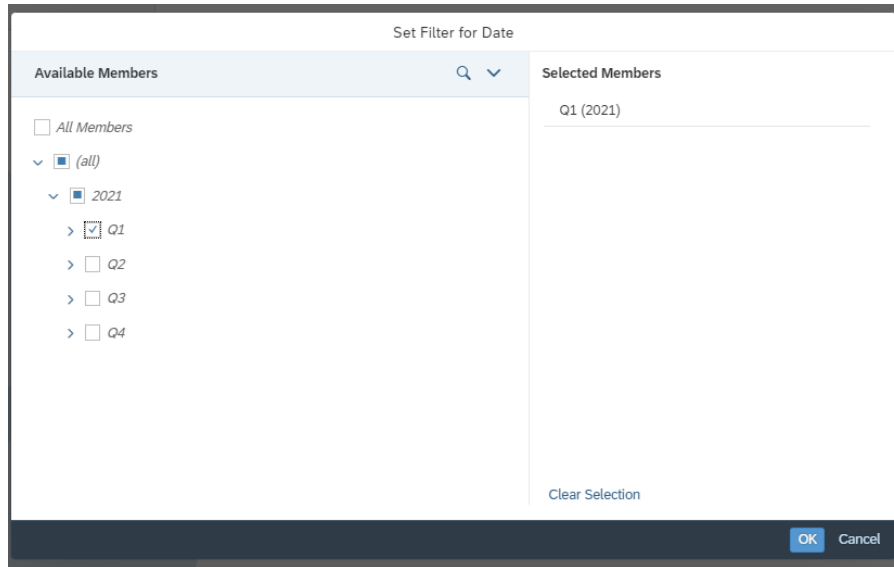 Set Filter for Date
Available Members
Selected Members
Q1 (2021)
All Members
(all)
2021
Q1
Q2
Q3
Q4
Clear Selection
OK Cancel